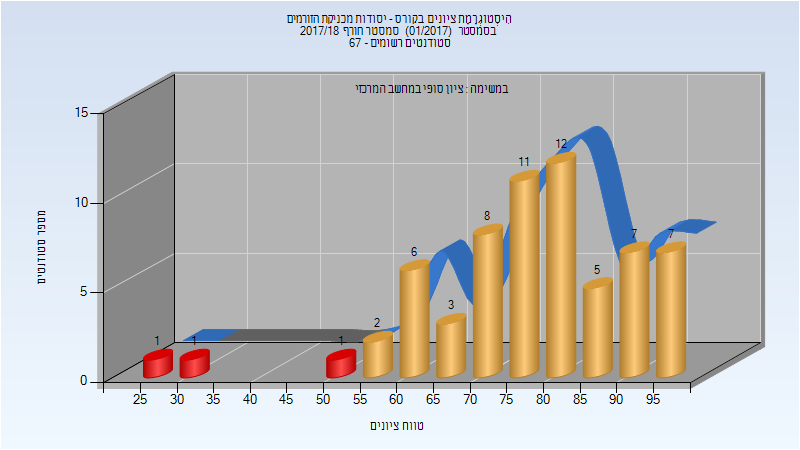 היסטוגרמת ציונים בקורס - יסודות מכניקת הזורמים
בסמסטר (01/2017) סמסטר חורף 2017/18
סטודנטים רשומים - 67
במשימה : ציון סופי במחשב המרכזי
מספר סטודנטים
15
10
5
0
1
1
1
2
6
3
8
11
12
5
7
7
25 30 35 40 45 50 55 60 65 70 75 80 85 90 95
טווח ציונים